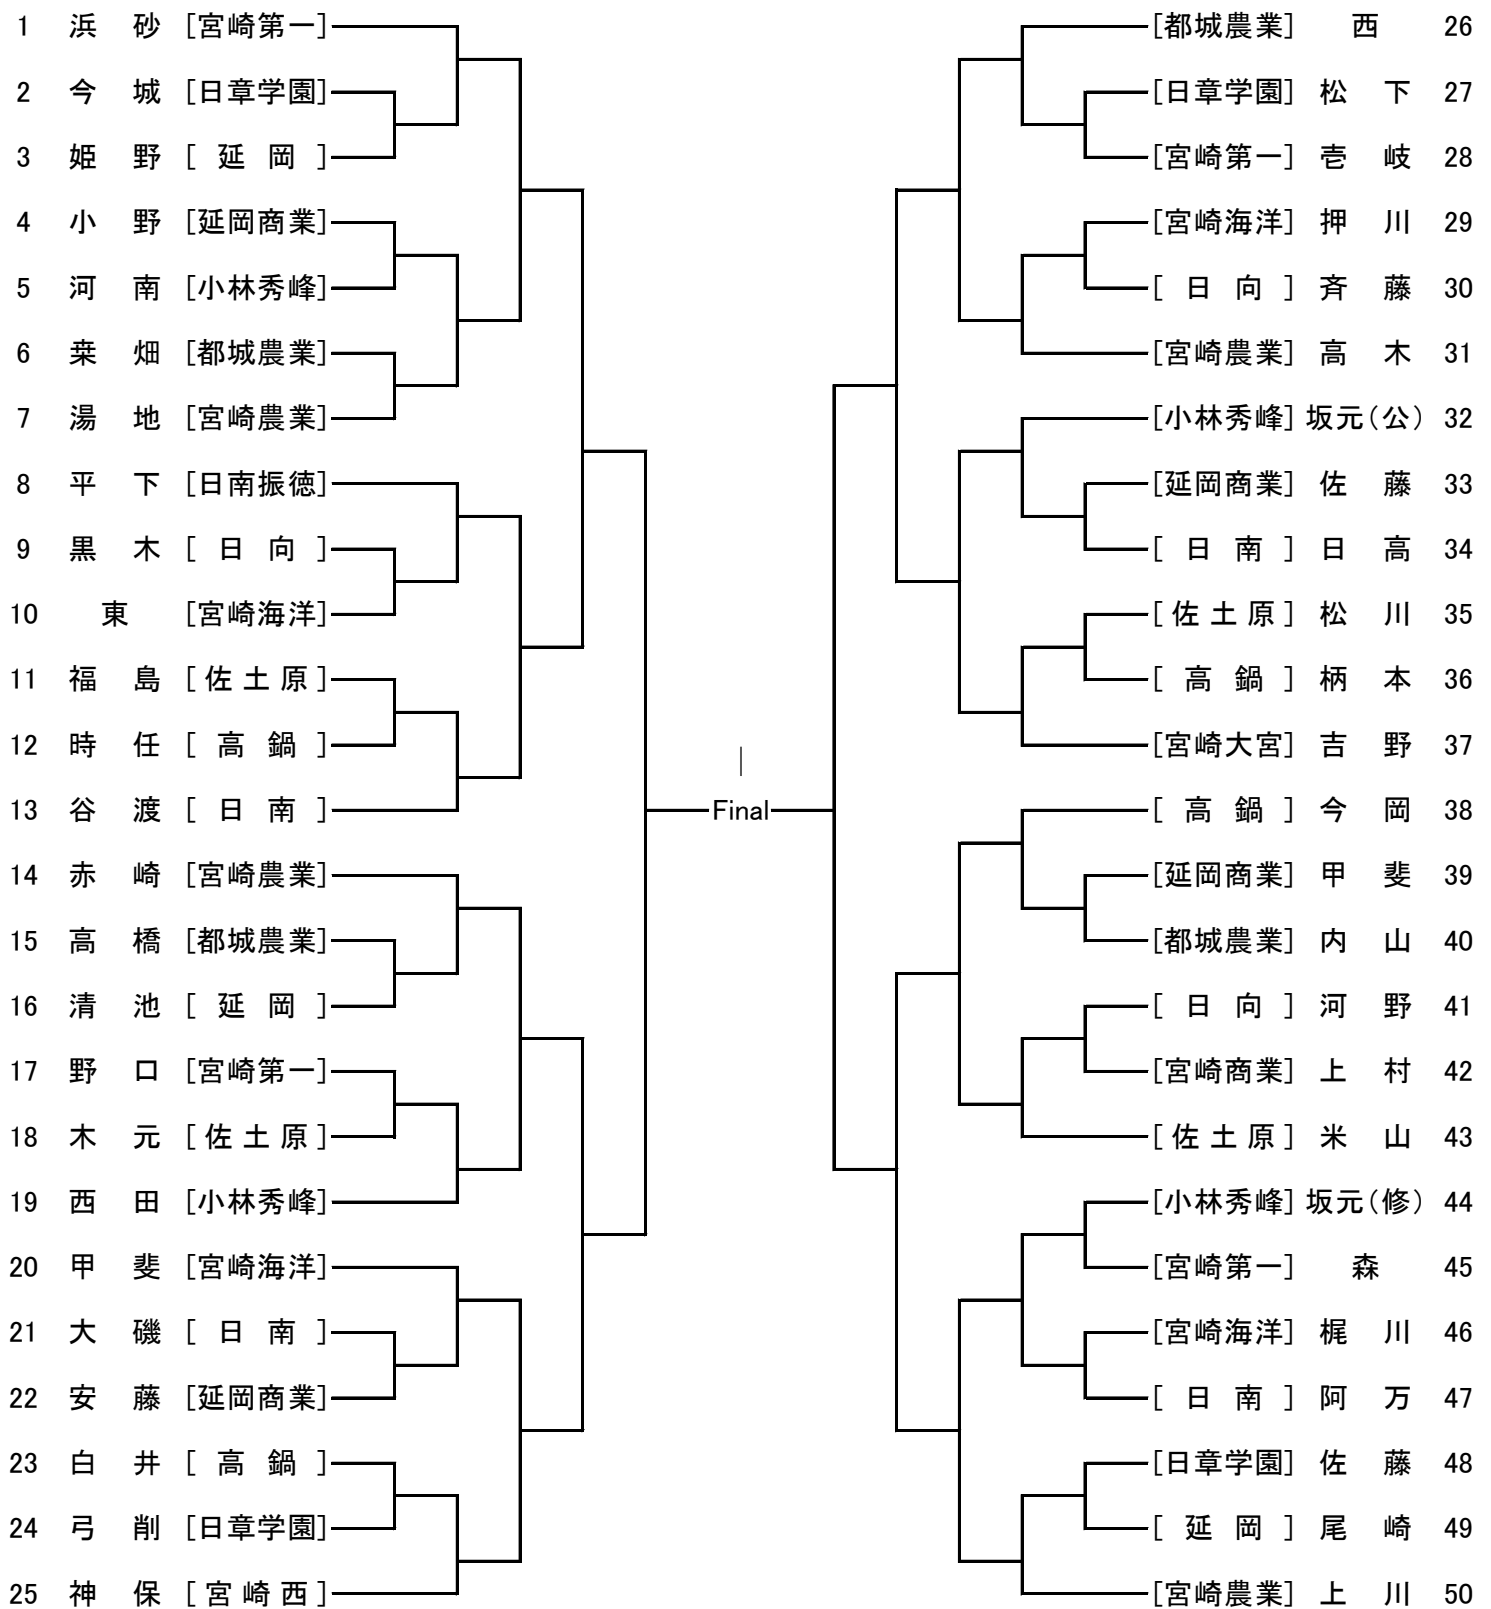 1 浜 砂 [宮崎第一]
2 今 城 [日章学園]
3 姫 野 [ 延 岡 ]
4 小 野 [延岡商業]
5 河 南 [小林秀峰]
6 桒 畑 [都城農業]
7 湯 地 [宮崎農業]
8 平 下 [日南振徳]
9 黒 木 [ 日 向 ]
10 東 [宮崎海洋]
11 福 島 [佐土原]
12 時 任 [ 高 鍋 ]
13 谷 渡 [ 日 南 ]
14 赤 崎 [宮崎農業]
15 高 橋 [都城農業]
16 清 池 [ 延 岡 ]
17 野 口 [宮崎第一]
18 木 元 [佐土原]
19 西 田 [小林秀峰]
20 甲 斐 [宮崎海洋]
21 大 磯 [ 日 南 ]
22 安 藤 [延岡商業]
23 白 井 [ 高 鍋 ]
24 弓 削 [日章学園]
25 神 保 [宮崎西]
Final
[都城農業] 西 26
[日章学園] 松 下 27
[宮崎第一] 壱 岐 28
[宮崎海洋] 押 川 29
[ 日 向 ] 斉 藤 30
[宮崎農業] 高 木 31
[小林秀峰] 坂元(公) 32
[延岡商業] 佐 藤 33
[ 日 南 ] 日 高 34
[佐土原] 松 川 35
[ 高 鍋 ] 柄 本 36
[宮崎大宮] 吉 野 37
[ 高 鍋 ] 今 岡 38
[延岡商業] 甲 斐 39
[都城農業] 内 山 40
[ 日 向 ] 河 野 41
[宮崎商業] 上 村 42
[佐土原] 米 山 43
[小林秀峰] 坂元(修) 44
[宮崎第一] 森 45
[宮崎海洋] 梶 川 46
[ 日 南 ] 阿 万 47
[日章学園] 佐 藤 48
[ 延 岡 ] 尾 崎 49
[宮崎農業] 上 川 50